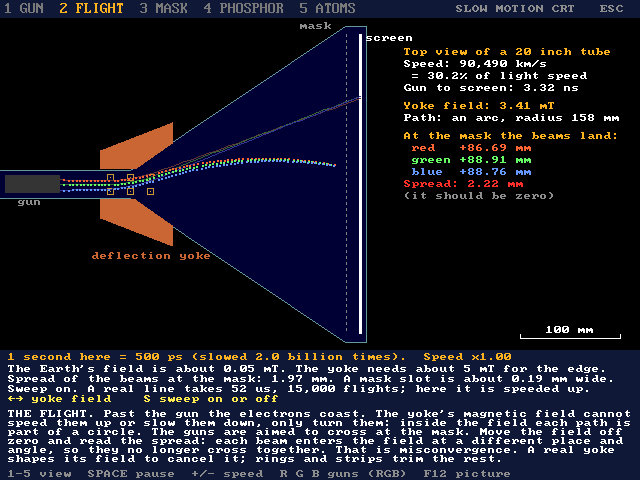 1 GUN  2 FLIGHT  3 MASK  4 PHOSPHOR  5 ATOMS  SLOW MOTION CRT  ESC
mask
screen
Top view of a 20 inch tube
Speed: 90,490 km/s
= 30.2% of light speed
Gun to screen: 3.32 ns
Yoke field: 3.41 mT
Path: an arc, radius 158 mm
At the mask the beams land:
red +86.69 mm
green +88.91 mm
blue +88.76 mm
Spread: 2.22 mm
(it should be zero)
gun
deflection yoke
100 mm
1 second here = 500 ps (slowed 2.0 billion times).  Speed x1.00
The Earth's field is about 0.05 mT. The yoke needs about 5 mT for the edge.
Spread of the beams at the mask: 1.97 mm. A mask slot is about 0.19 mm wide.
Sweep on. A real line takes 52 us, 15,000 flights; here it is speeded up.
↔ yoke field    S sweep on or off
THE FLIGHT. Past the gun the electrons coast. The yoke's magnetic field cannot
speed them up or slow them down, only turn them: inside the field each path is
part of a circle. The guns are aimed to cross at the mask. Move the field off
zero and read the spread: each beam enters the field at a different place and
angle, so they no longer cross together. That is misconvergence. A real yoke
shapes its field to cancel it; rings and strips trim the rest.
1-5 view  SPACE pause  +/- speed  R G B guns (RGB)  F12 picture